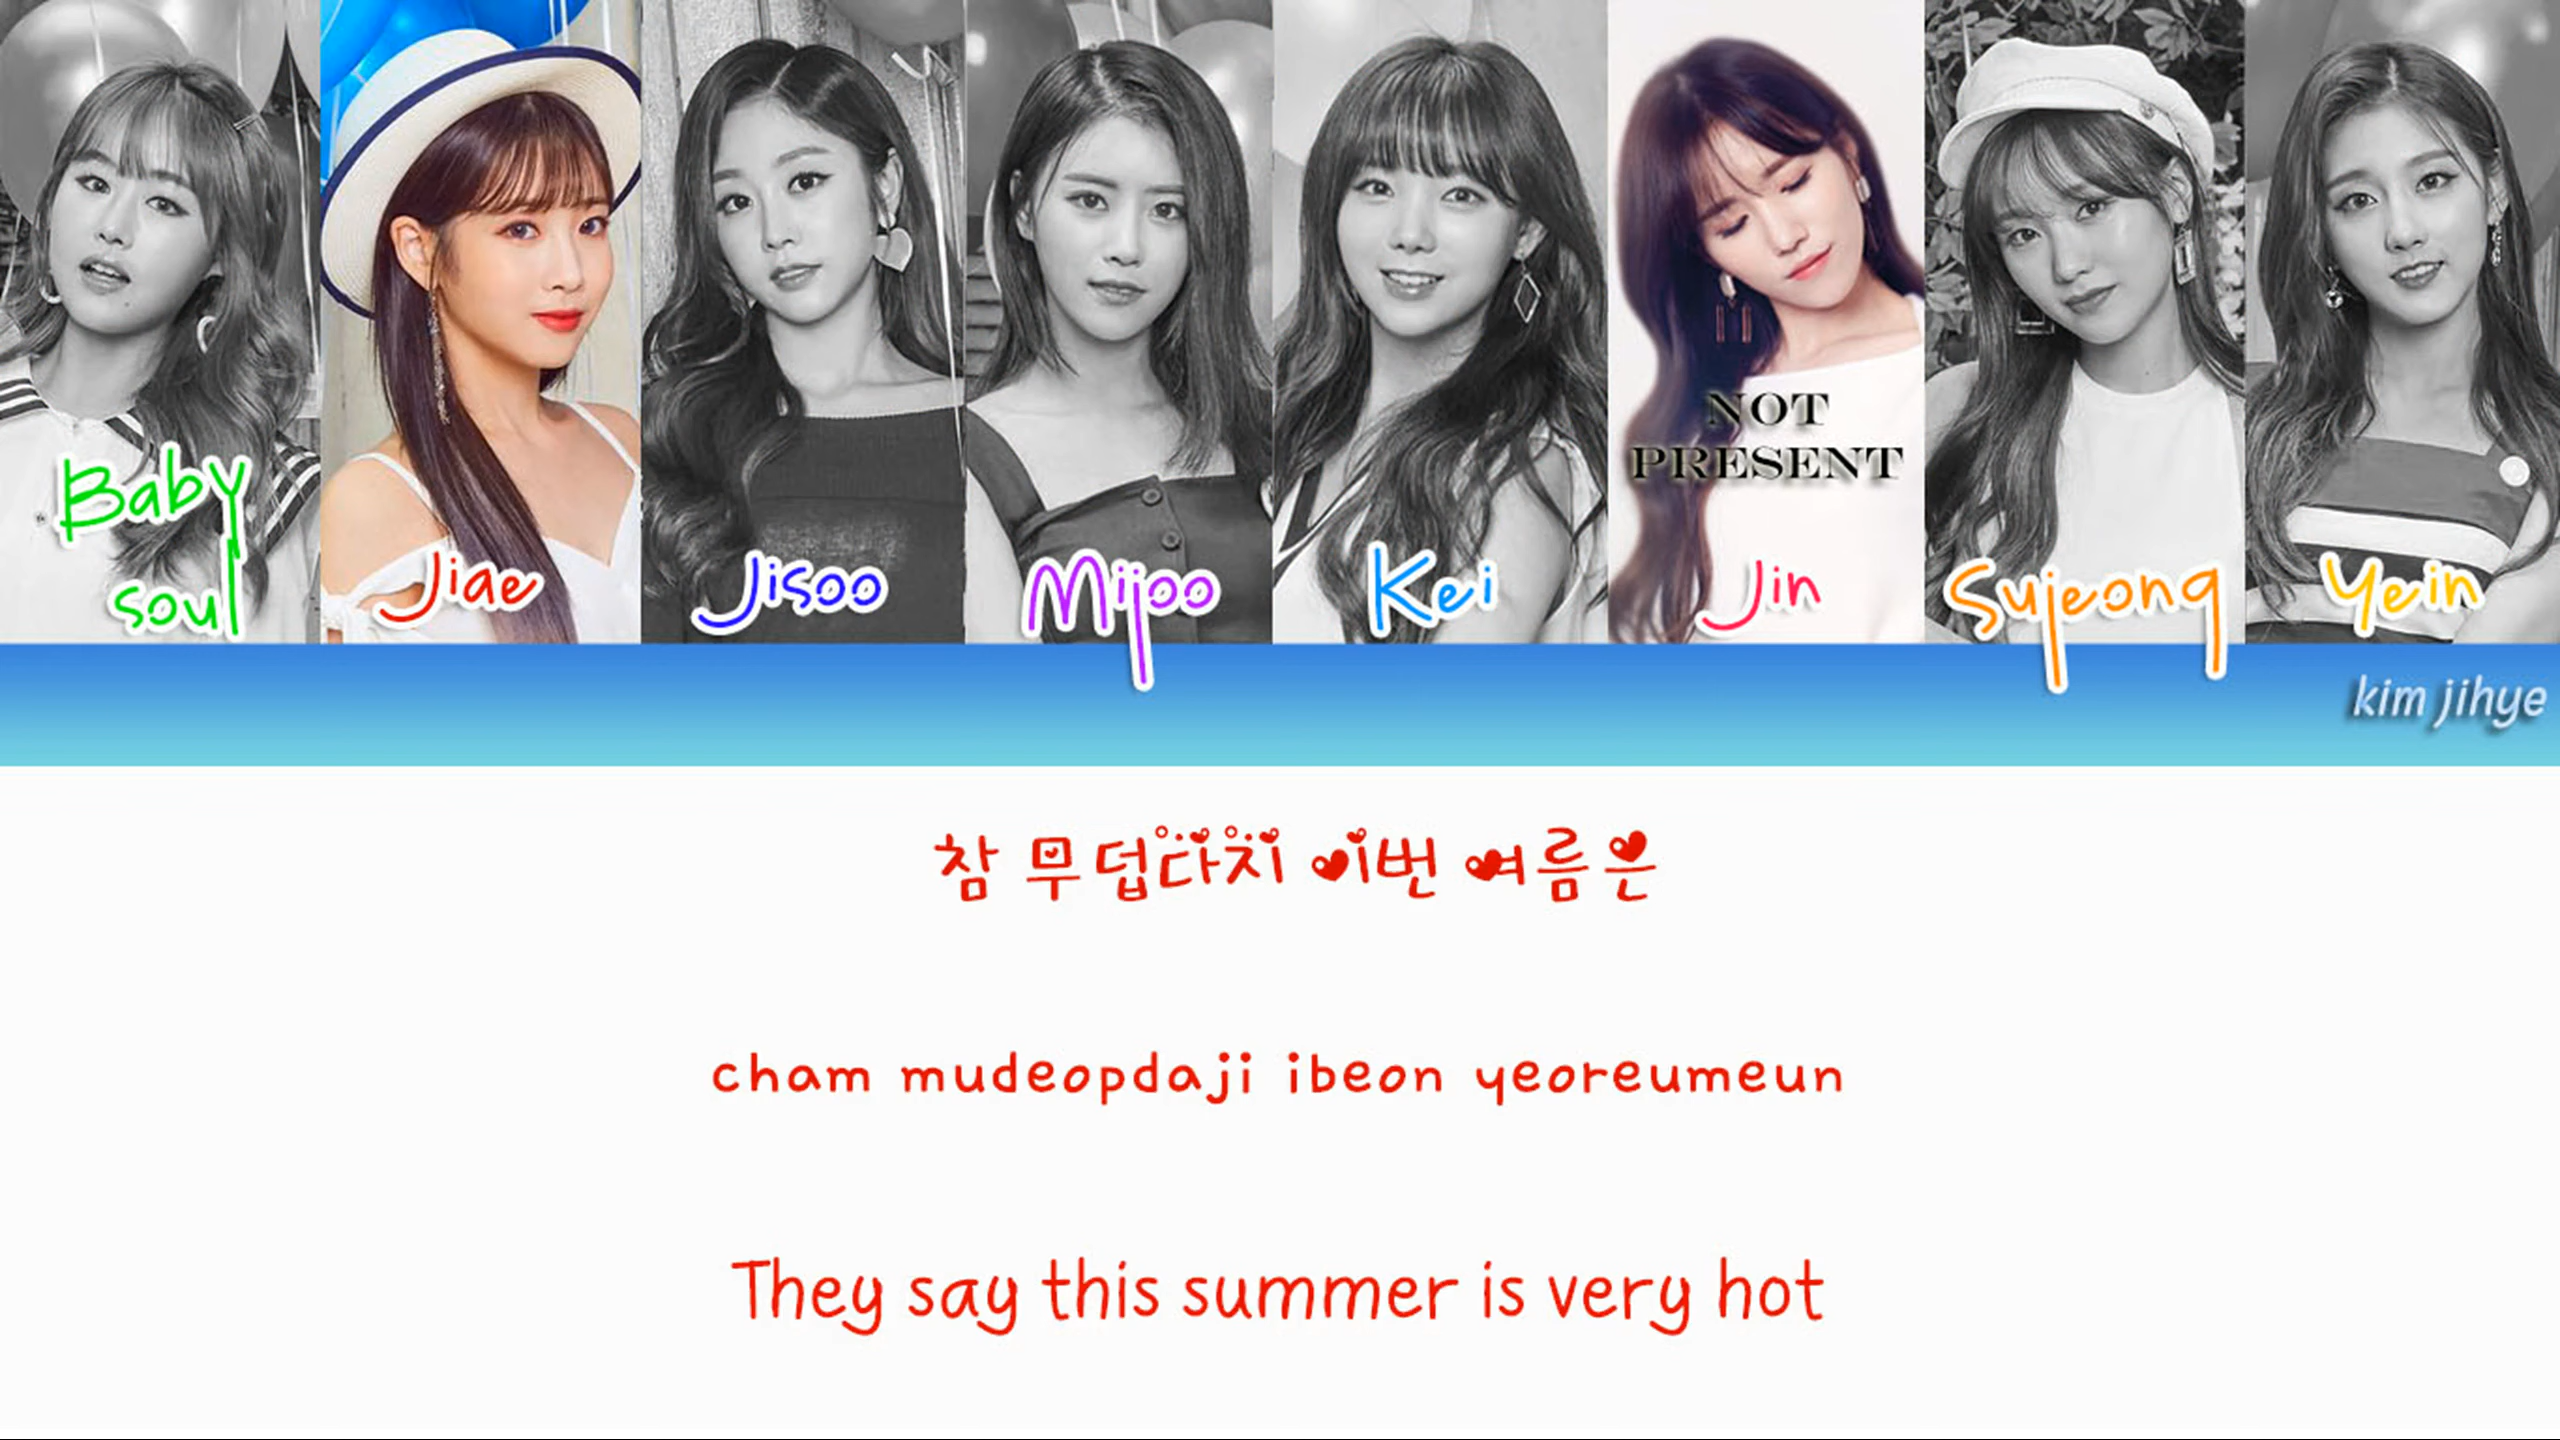 Baby
soul
Jiae
Jisoo
Mijoo
Kei
NOT
PRESENT
Jin
Sujeong
Yein
kim jihye
참 무덥다지 이번 여름은
cham mudeopdaji ibeon yeoreumeun
They say this summer is very hot